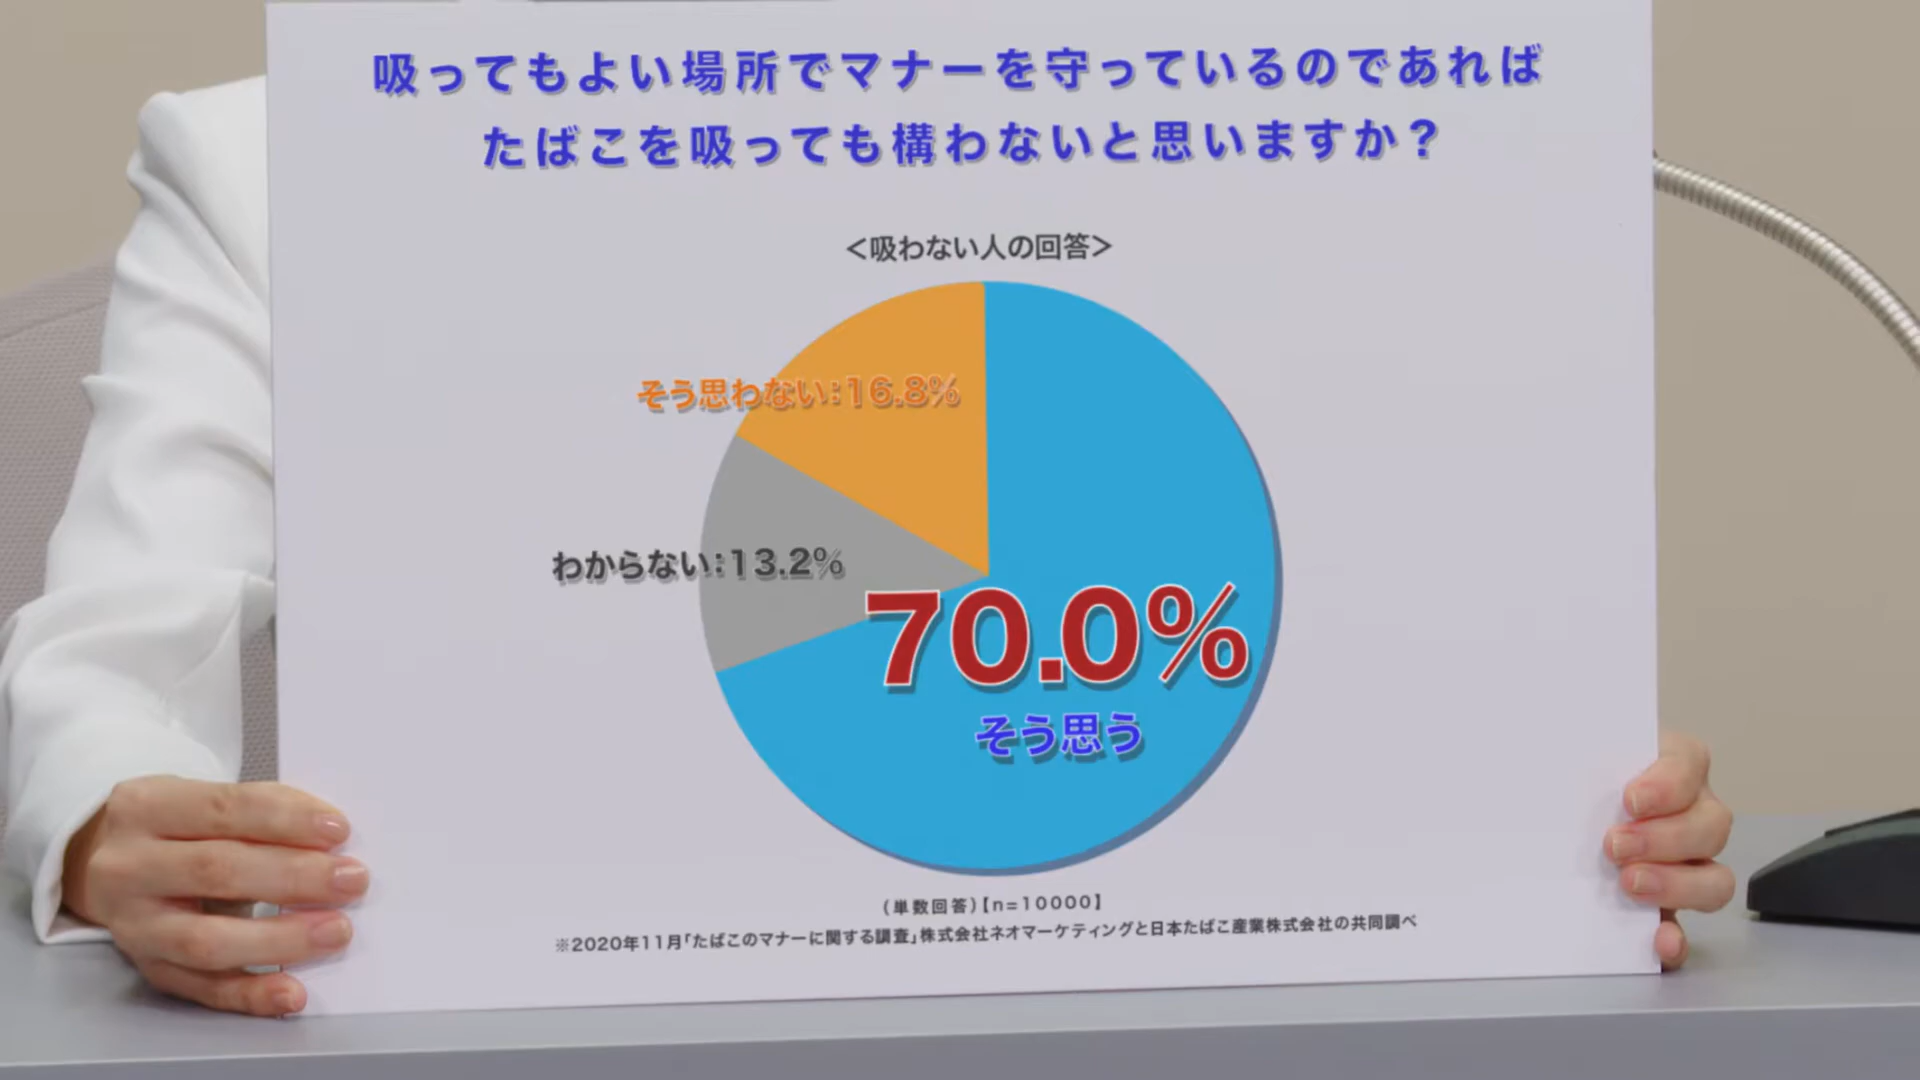 吸ってもよい場所でマナーを守っているのであれば
たばこを吸っても構わないと思いますか？
＜吸わない人の回答＞
そう思わない：16.8%
わからない：13.2%
70.0%
そう思う
(単数回答)【n=10000】
※2020年11月｢たばこのマナーに関する調査｣株式会社ネオマーケティングと日本たばこ産業株式会社の共同調べ